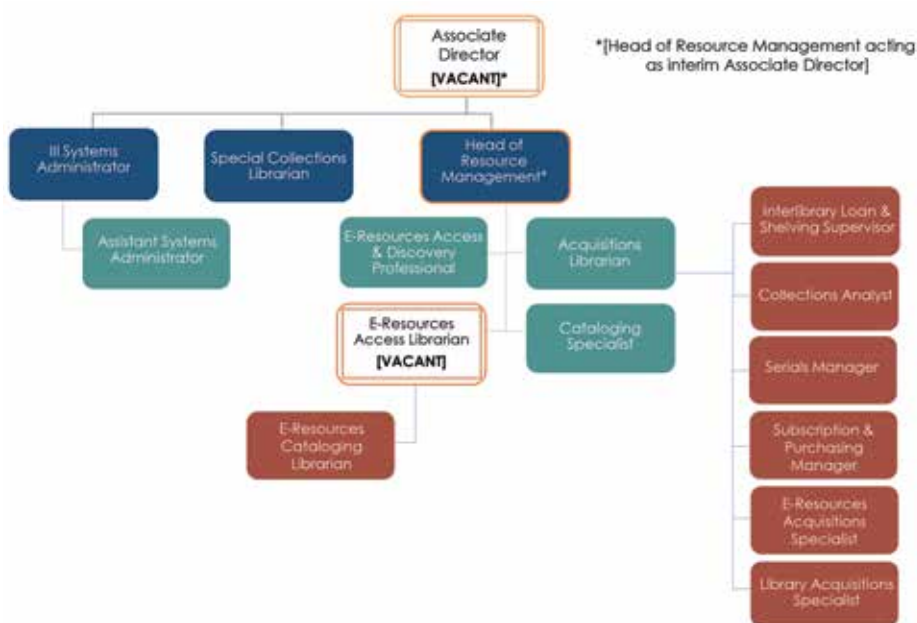 Associate
Director
[VACANT]*
*[Head of Resource Management acting
as interim Associate Director]
III Systems
Administrator
Special Collections
Librarian
Head of
Resource
Management*
Assistant Systems
Administrator
E-Resources Access
& Discovery
Professional
Acquisitions
Librarian
E-Resources
Access Librarian
[VACANT]
Cataloging
Specialist
E-Resources
Cataloging
Librarian
Interlibrary Loan &
Shelving Supervisor
Collections Analyst
Serials Manager
Subscription &
Purchasing
Manager
E-Resources
Acquisitions
Specialist
Library Acquisitions
Specialist